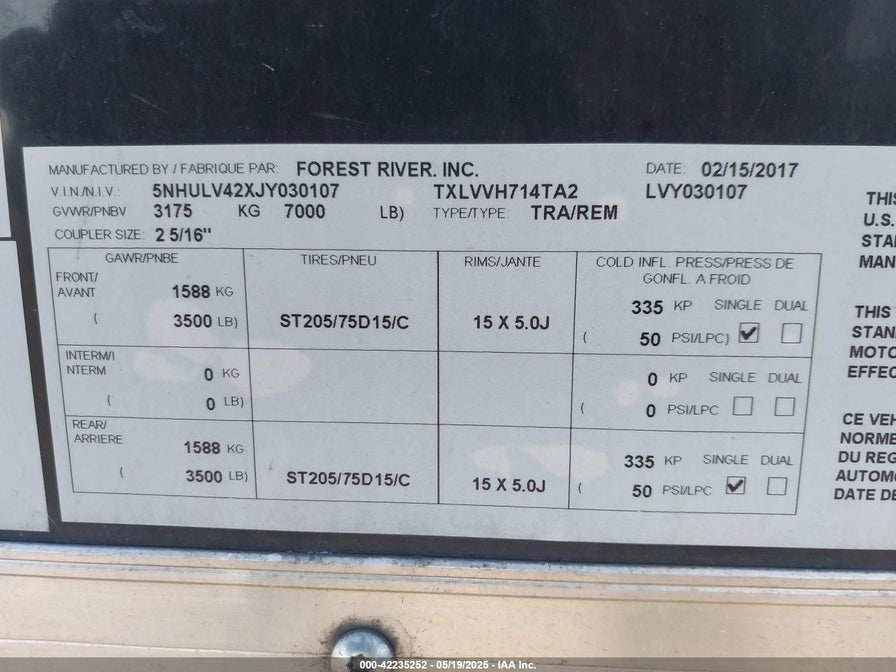 MANUFACTURED BY / FABRIQUE PAR: FOREST RIVER. INC. DATE: 02/15/2017
V.I.N./N.I.V.: 5NHULV42XJY030107 TXLVVH714TA2 LVY030107
GVWR/PNBV 3175 KG 7000 LB) TYPE/TYPE: TRA/REM
COUPLER SIZE: 2 5/16"
GAWR/PNBE TIRES/PNEU RIMS/JANTE COLD INFL. PRESS/PRESS DE
GONFL. A FROID
FRONT/
AVANT 1588 KG 335 KP SINGLE DUAL
( 3500 LB) ST205/75D15/C 15 X 5.0J ( 50 PSI/LPC)
INTERM/I
NTERM 0 KG 0 KP SINGLE DUAL
( 0 LB) ( 0 PSI/LPC
REAR/
ARRIERE 1588 KG 335 KP SINGLE DUAL
( 3500 LB) ST205/75D15/C 15 X 5.0J ( 50 PSI/LPC
U.S.
THIS
MOTO
EFFEC
CE VEH
NORME
DU REG
AUTOMO
DATE DE
000-42235252 - 05/19/2025 - IAA Inc.